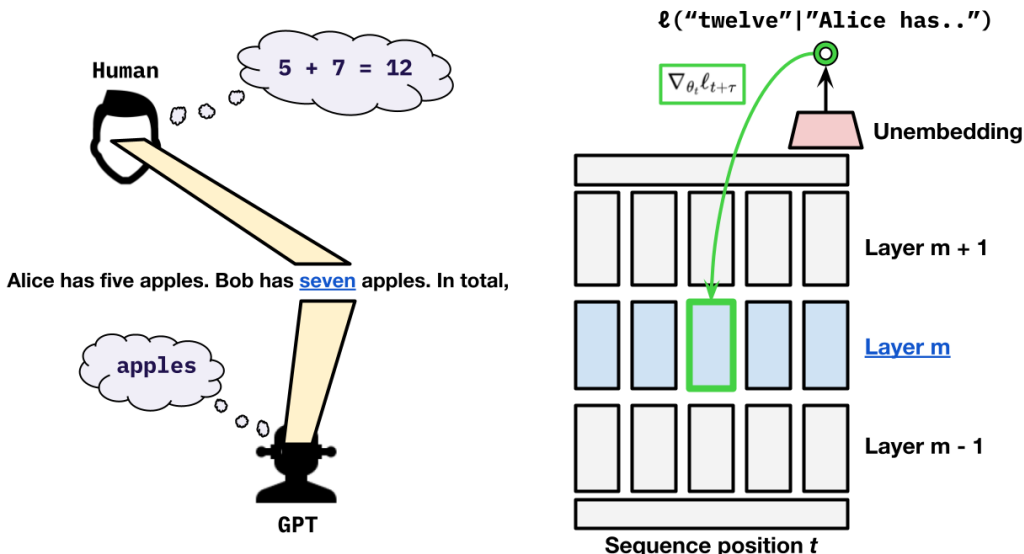 Human
5 + 7 = 12
Alice has five apples. Bob has seven apples. In total,
apples
GPT
ℓ(“twelve”|”Alice has..”)
∇θₜℓₜ₊τ
Unembedding
Layer m + 1
Layer m
Layer m - 1
Sequence position t